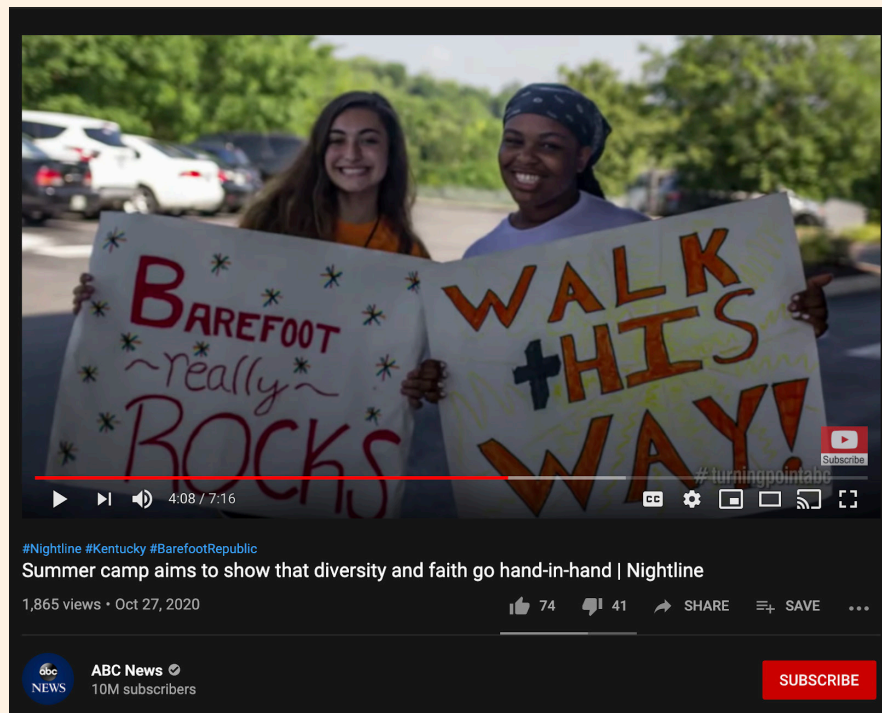 BAREFOOT
~really~
ROCKS
WALK
THIS
WAY!
Subscribe
#turningpointabc
4:08 / 7:16
CC
#Nightline #Kentucky #BarefootRepublic
Summer camp aims to show that diversity and faith go hand-in-hand | Nightline
1,865 views • Oct 27, 2020
74 41 SHARE SAVE
abc
NEWS
ABC News
10M subscribers
SUBSCRIBE